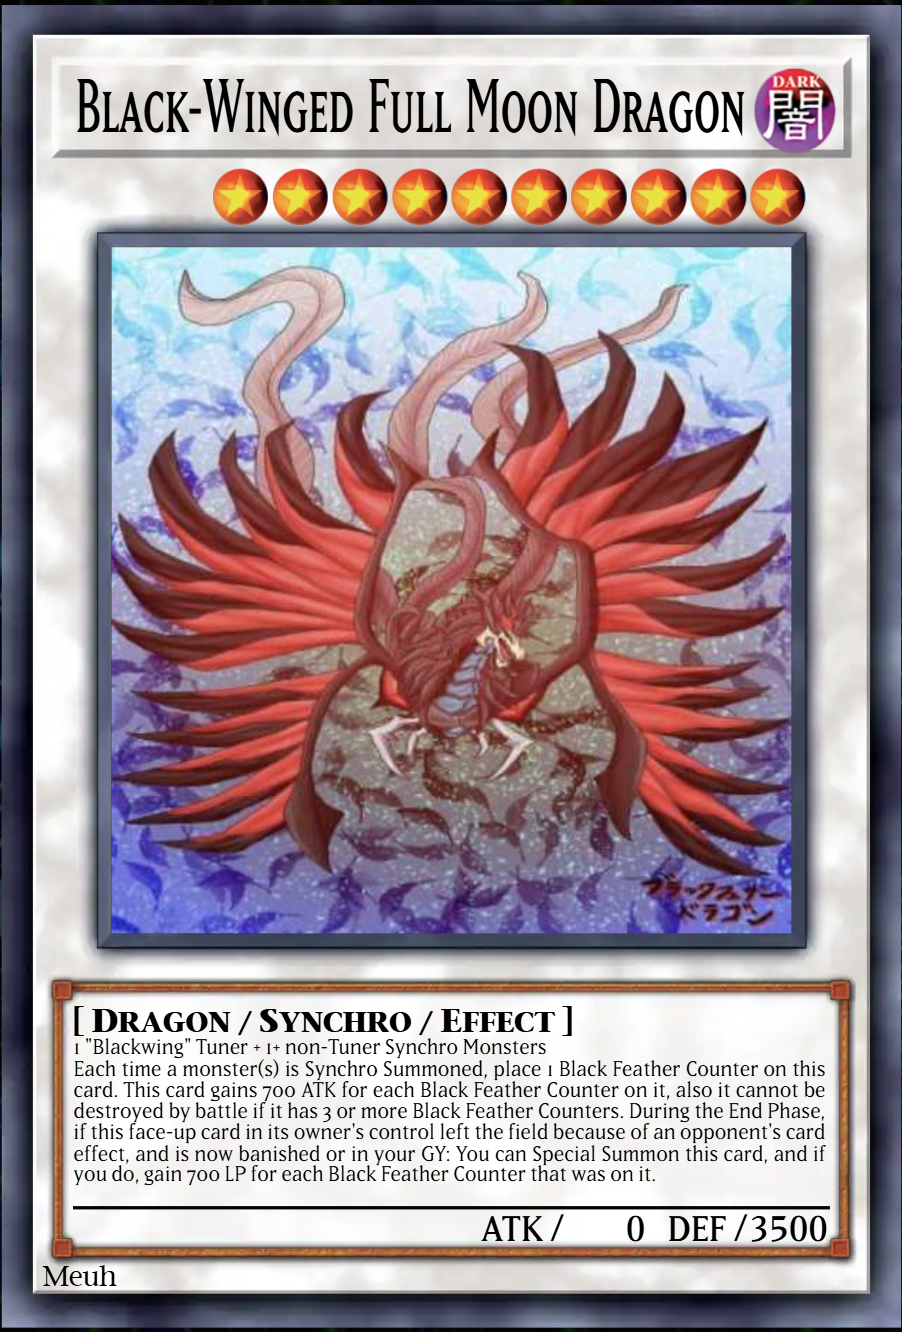 BLACK-WINGED FULL MOON DRAGON
DARK
闇
ブラックフェザー
ドラゴン
[ DRAGON / SYNCHRO / EFFECT ]
1 "Blackwing" Tuner + 1+ non-Tuner Synchro Monsters
Each time a monster(s) is Synchro Summoned, place 1 Black Feather Counter on this
card. This card gains 700 ATK for each Black Feather Counter on it, also it cannot be
destroyed by battle if it has 3 or more Black Feather Counters. During the End Phase,
if this face-up card in its owner's control left the field because of an opponent's card
effect, and is now banished or in your GY: You can Special Summon this card, and if
you do, gain 700 LP for each Black Feather Counter that was on it.
ATK / 0 DEF /3500
Meuh